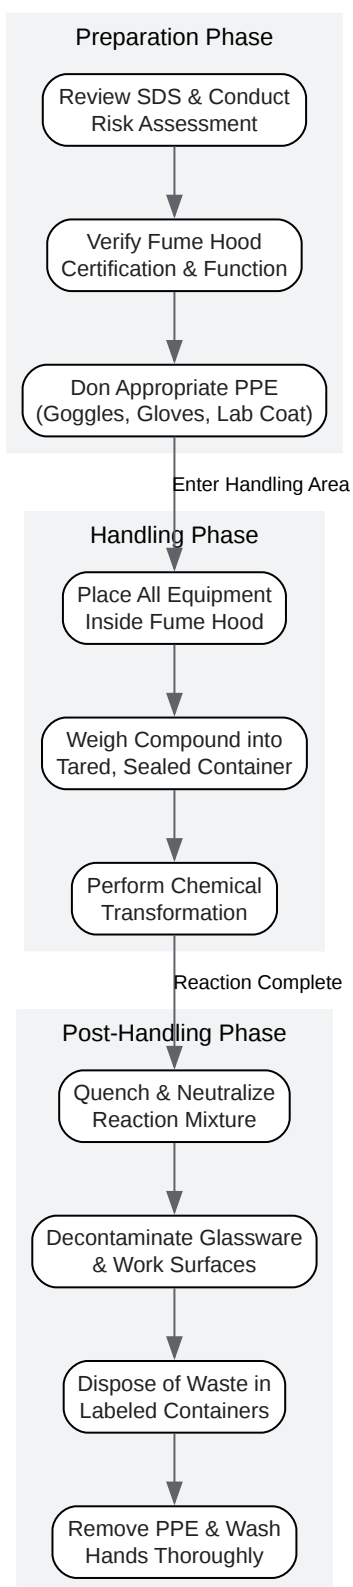 Preparation Phase
Review SDS & Conduct
Risk Assessment
Verify Fume Hood
Certification & Function
Don Appropriate PPE
(Goggles, Gloves, Lab Coat)
Enter Handling Area
Handling Phase
Place All Equipment
Inside Fume Hood
Weigh Compound into
Tared, Sealed Container
Perform Chemical
Transformation
Reaction Complete
Post-Handling Phase
Quench & Neutralize
Reaction Mixture
Decontaminate Glassware
& Work Surfaces
Dispose of Waste in
Labeled Containers
Remove PPE & Wash
Hands Thoroughly